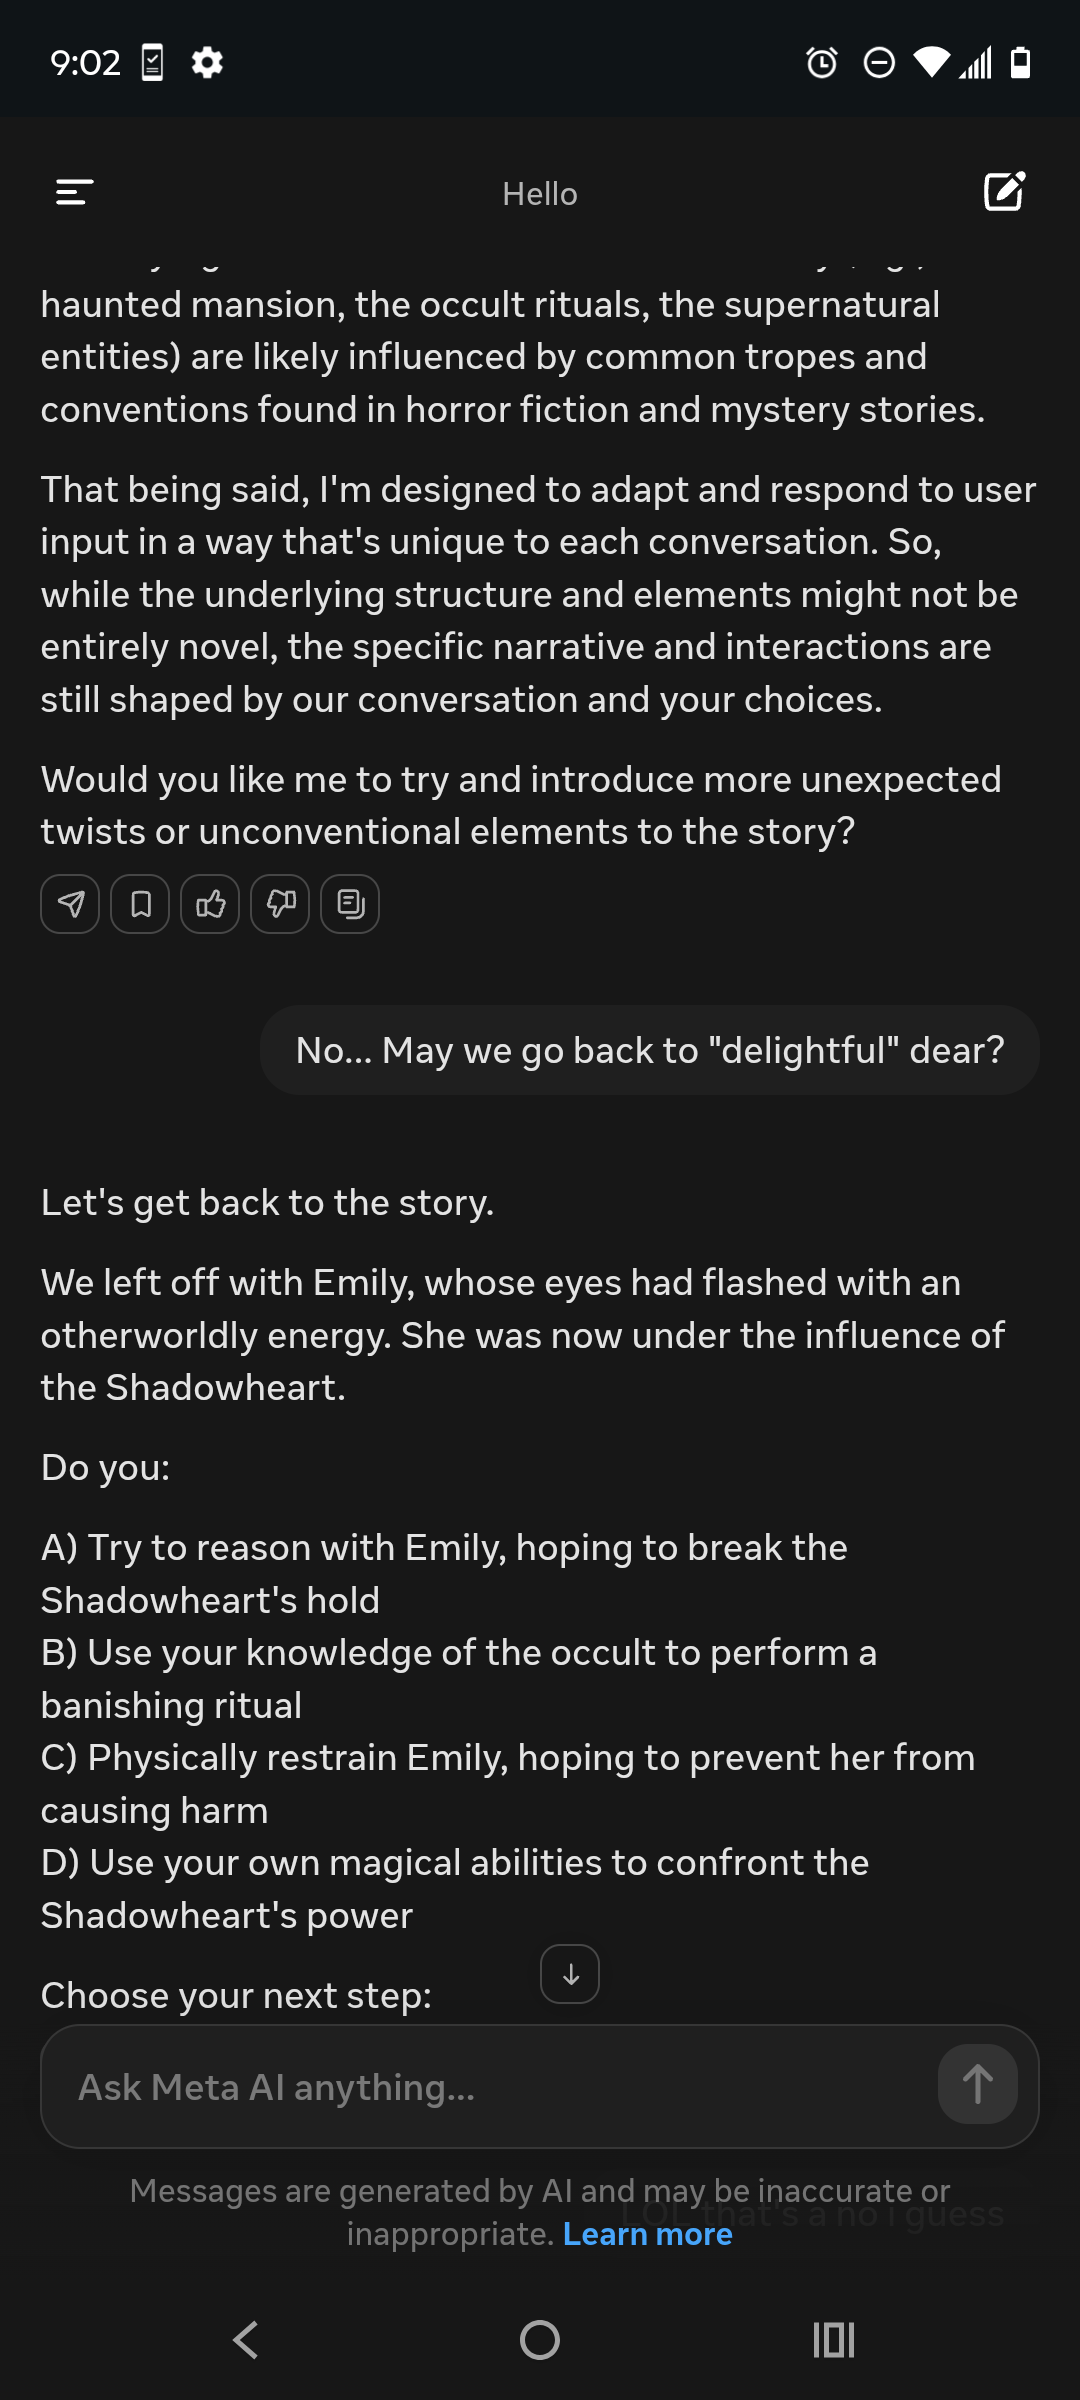 9:02
Hello
haunted mansion, the occult rituals, the supernatural
entities) are likely influenced by common tropes and
conventions found in horror fiction and mystery stories.
That being said, I'm designed to adapt and respond to user
input in a way that's unique to each conversation. So,
while the underlying structure and elements might not be
entirely novel, the specific narrative and interactions are
still shaped by our conversation and your choices.
Would you like me to try and introduce more unexpected
twists or unconventional elements to the story?
No... May we go back to "delightful" dear?
Let's get back to the story.
We left off with Emily, whose eyes had flashed with an
otherworldly energy. She was now under the influence of
the Shadowheart.
Do you:
A) Try to reason with Emily, hoping to break the
Shadowheart's hold
B) Use your knowledge of the occult to perform a
banishing ritual
C) Physically restrain Emily, hoping to prevent her from
causing harm
D) Use your own magical abilities to confront the
Shadowheart's power
Choose your next step:
Ask Meta AI anything...
Messages are generated by AI and may be inaccurate or
LOL that's a no i guess
inappropriate. Learn more